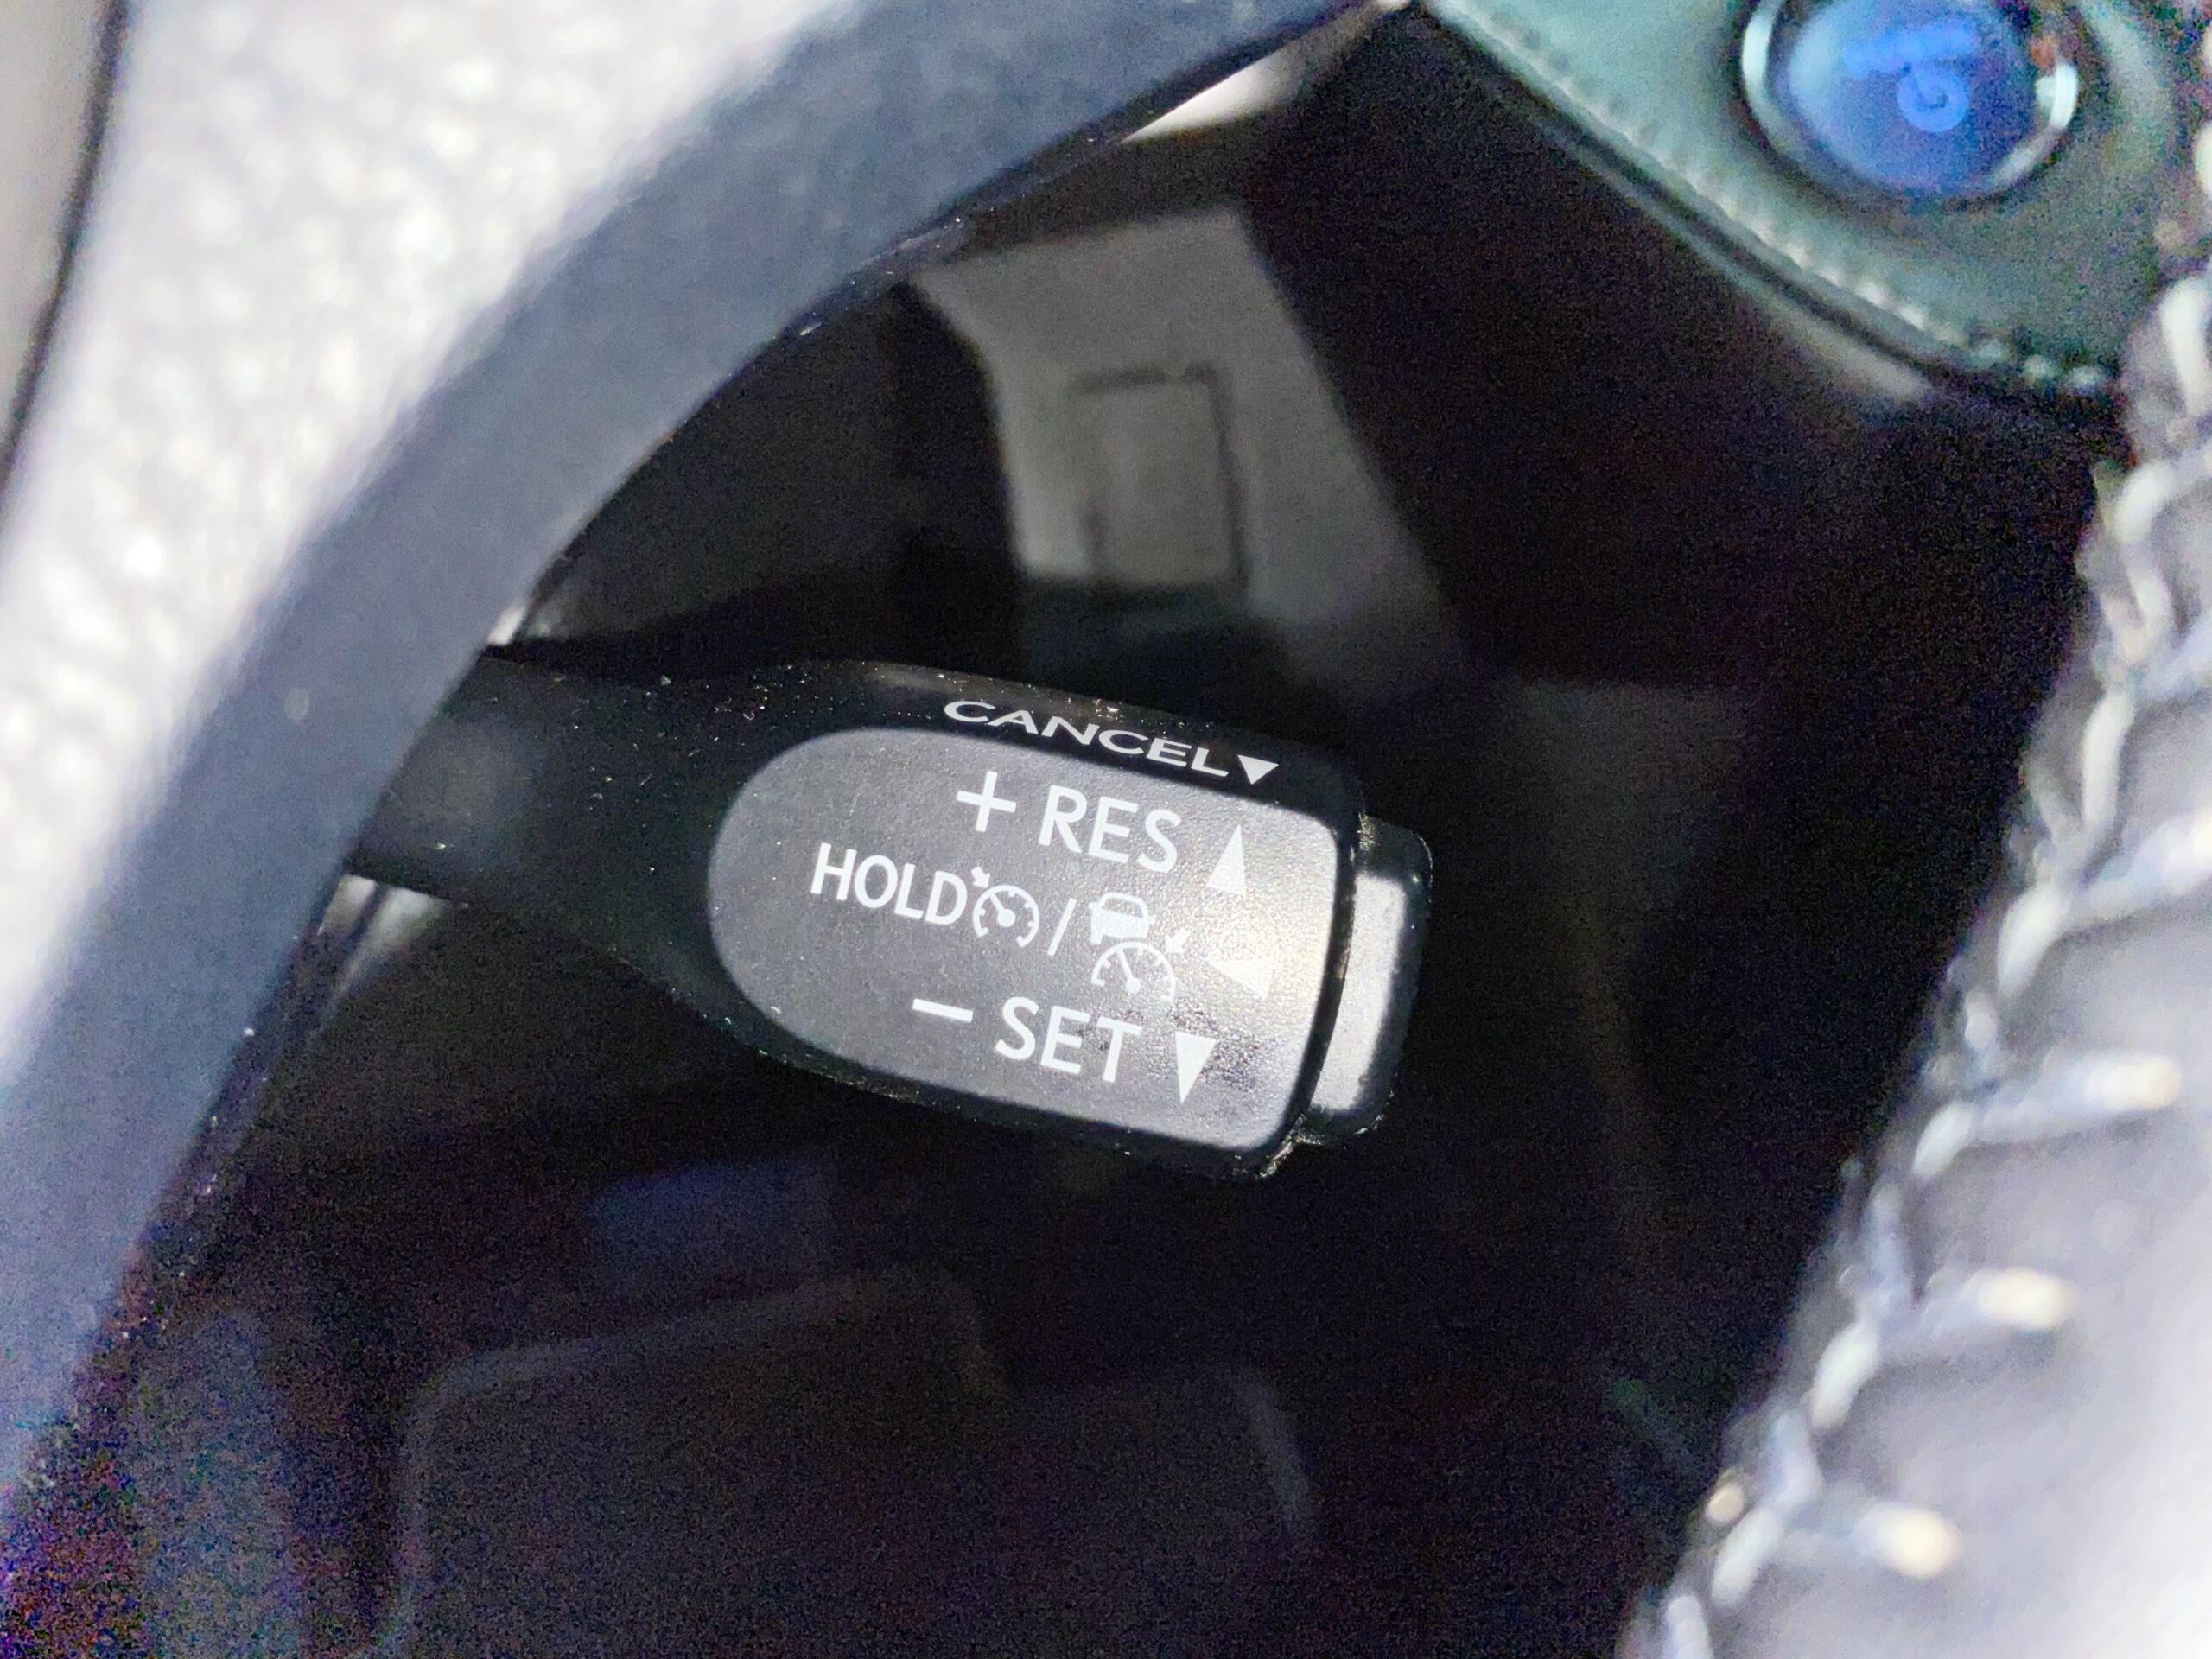 CANCEL
+ RES
HOLD /
- SET